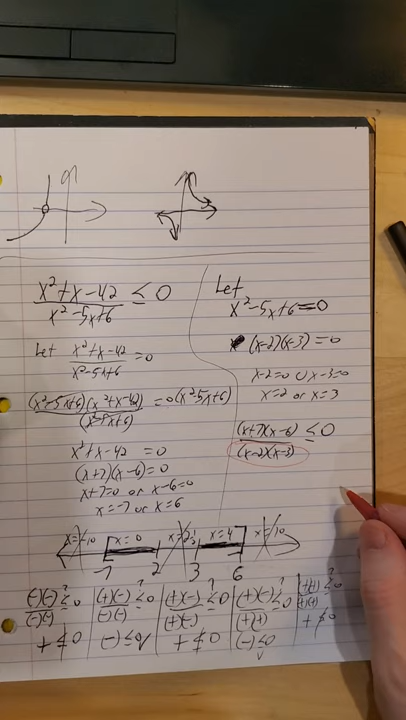 x²+x-42 ≤ 0
x²-5x+6
Let x²+x-42 = 0
x²-5x+6
(x²-5x+6)(x²+x-42) = 0(x²-5x+6)
(x²-5x+6)
x²+x-42 = 0
(x+7)(x-6)=0
x+7=0 or x-6=0
x=-7 or x=6
Let
x²-5x+6=0
(x-2)(x-3)=0
x-2=0 U x-3=0
x=2 or x=3
(x+7)(x-6) ≤ 0
(x-2)(x-3)
x=-10 x=0 x=2.5 x=4 x=10
-7 2 3 6
(-)(-) ≤ 0 (+)(-) ≤ 0 (+)(-) ≤ 0 (+)(-) ≤ 0 (+)(+) ≤ 0
(-)(-) (-)(-) (+)(-) (+)(+) (+)(+)
+ ≰ 0 (-) ≤ 0 + ≰ 0 (-) ≤ 0 + ≰ 0